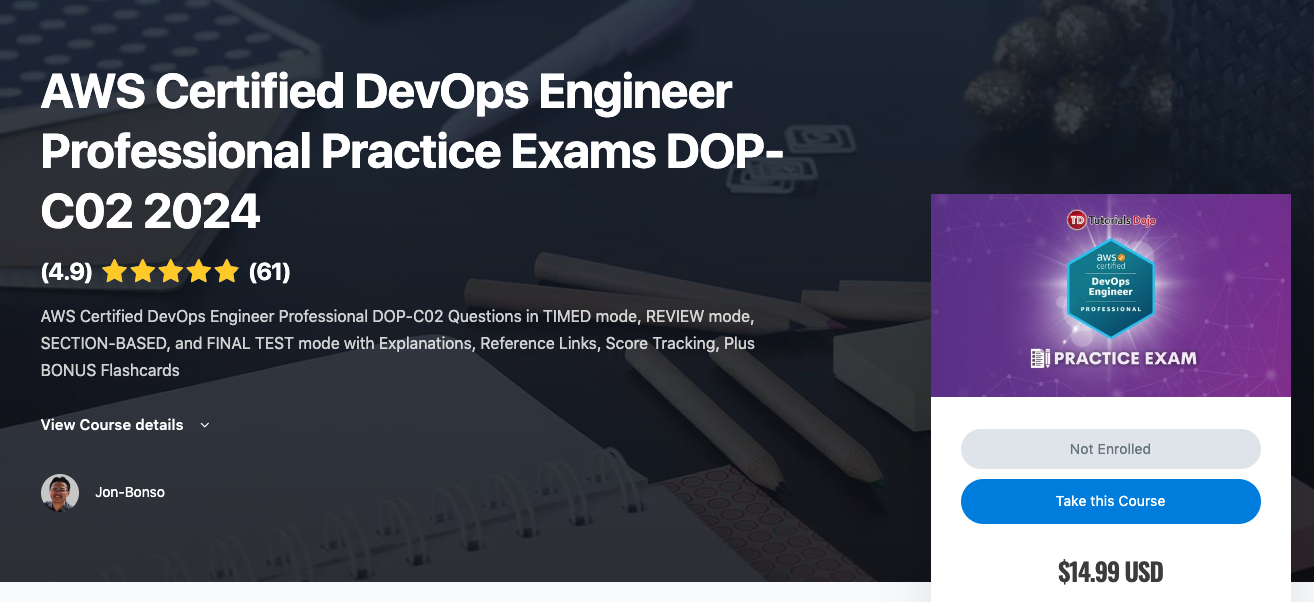 AWS Certified DevOps Engineer
Professional Practice Exams DOP-
C02 2024
(4.9) (61)
AWS Certified DevOps Engineer Professional DOP-C02 Questions in TIMED mode, REVIEW mode,
SECTION-BASED, and FINAL TEST mode with Explanations, Reference Links, Score Tracking, Plus
BONUS Flashcards
View Course details
Jon-Bonso
TD Tutorials Dojo
aws
certified
DevOps
Engineer
PROFESSIONAL
PRACTICE EXAM
Not Enrolled
Take this Course
$14.99 USD